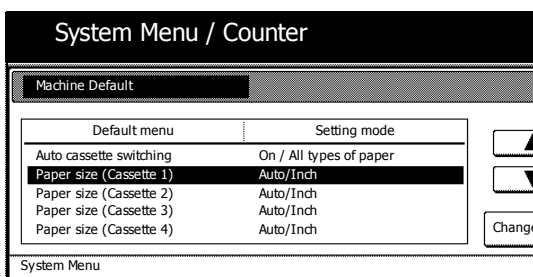 System Menu / Counter
Machine Default
Default menu Setting mode
Auto cassette switching On / All types of paper
Paper size (Cassette 1) Auto/Inch
Paper size (Cassette 2) Auto/Inch
Paper size (Cassette 3) Auto/Inch
Paper size (Cassette 4) Auto/Inch
Change
System Menu